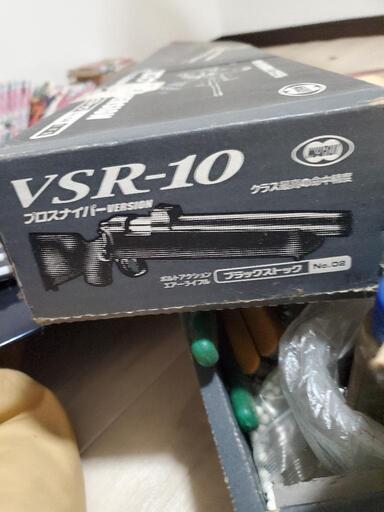 VSR-10
プロスナイパーVERSION
クラス最高の命中精度
ボルトアクション
エアーライフル
ブラックストック
No.02